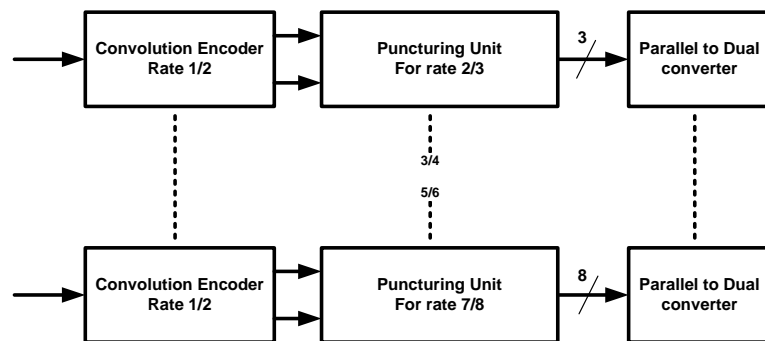 Convolution Encoder
Rate 1/2
Puncturing Unit
For rate 2/3
3
Parallel to Dual
converter
3/4
5/6
Convolution Encoder
Rate 1/2
Puncturing Unit
For rate 7/8
8
Parallel to Dual
converter